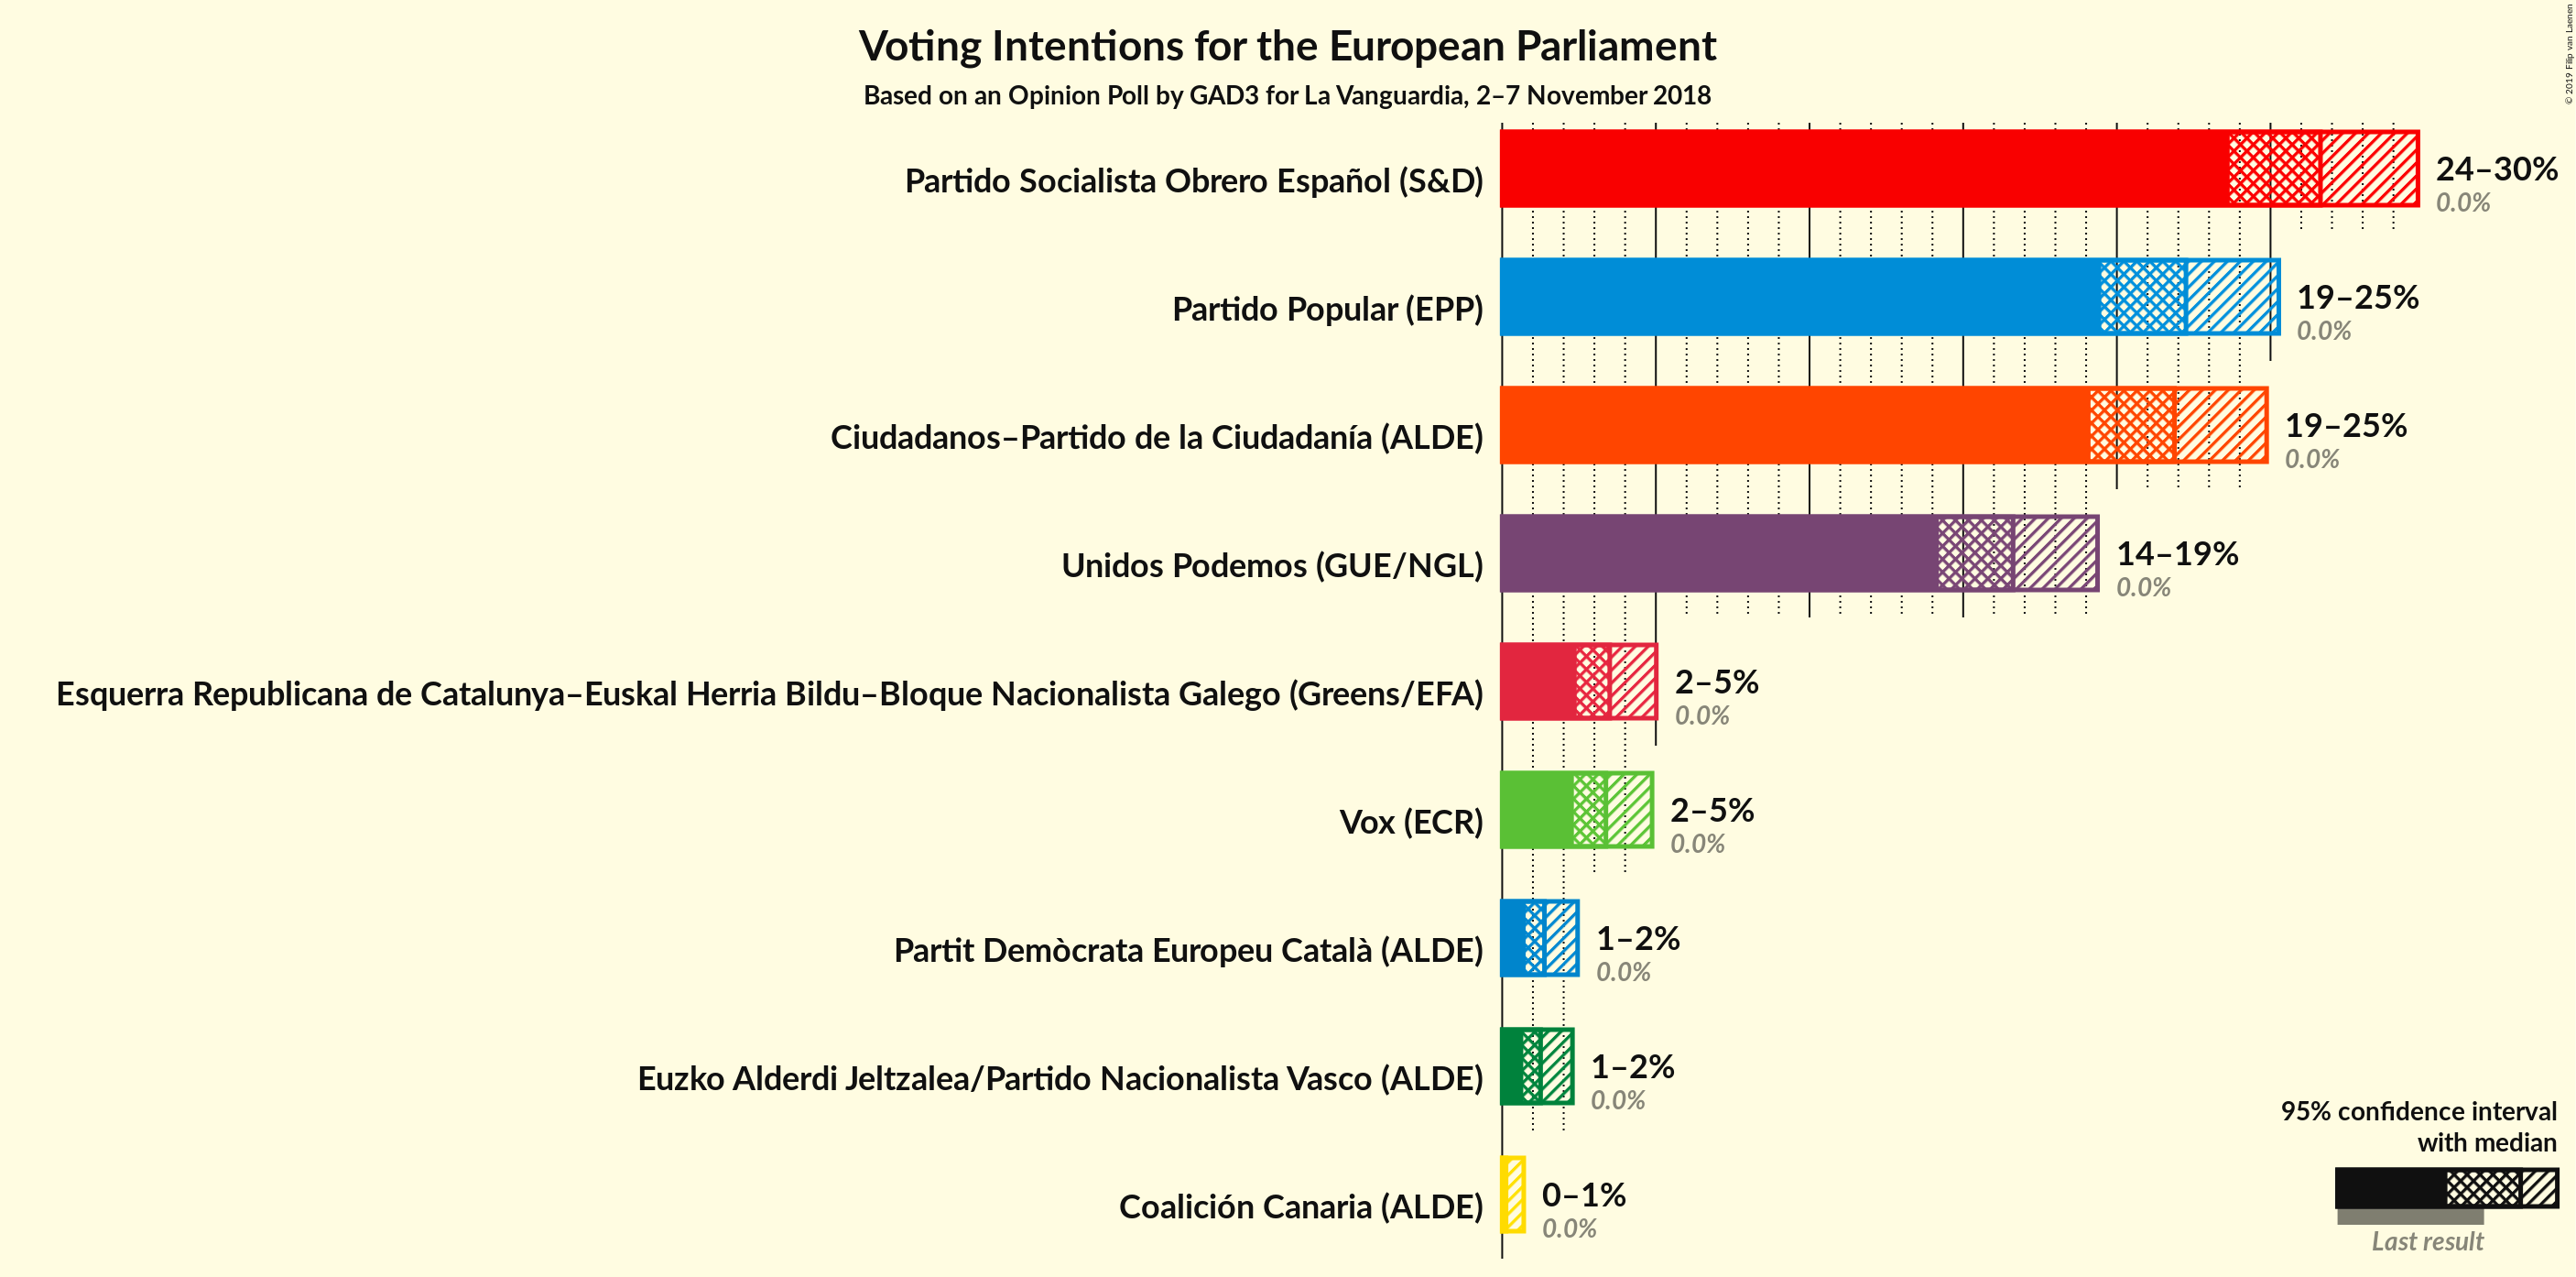 Voting Intentions for the European Parliament
Based on an Opinion Poll by GAD3 for La Vanguardia, 2–7 November 2018
© 2019 Filip van Laenen
Partido Socialista Obrero Español (S&D)
24–30%
0.0%
Partido Popular (EPP)
19–25%
0.0%
Ciudadanos–Partido de la Ciudadanía (ALDE)
19–25%
0.0%
Unidos Podemos (GUE/NGL)
14–19%
0.0%
Esquerra Republicana de Catalunya–Euskal Herria Bildu–Bloque Nacionalista Galego (Greens/EFA)
2–5%
0.0%
Vox (ECR)
2–5%
0.0%
Partit Demòcrata Europeu Català (ALDE)
1–2%
0.0%
Euzko Alderdi Jeltzalea/Partido Nacionalista Vasco (ALDE)
1–2%
0.0%
Coalición Canaria (ALDE)
0–1%
0.0%
95% confidence interval
with median
Last result